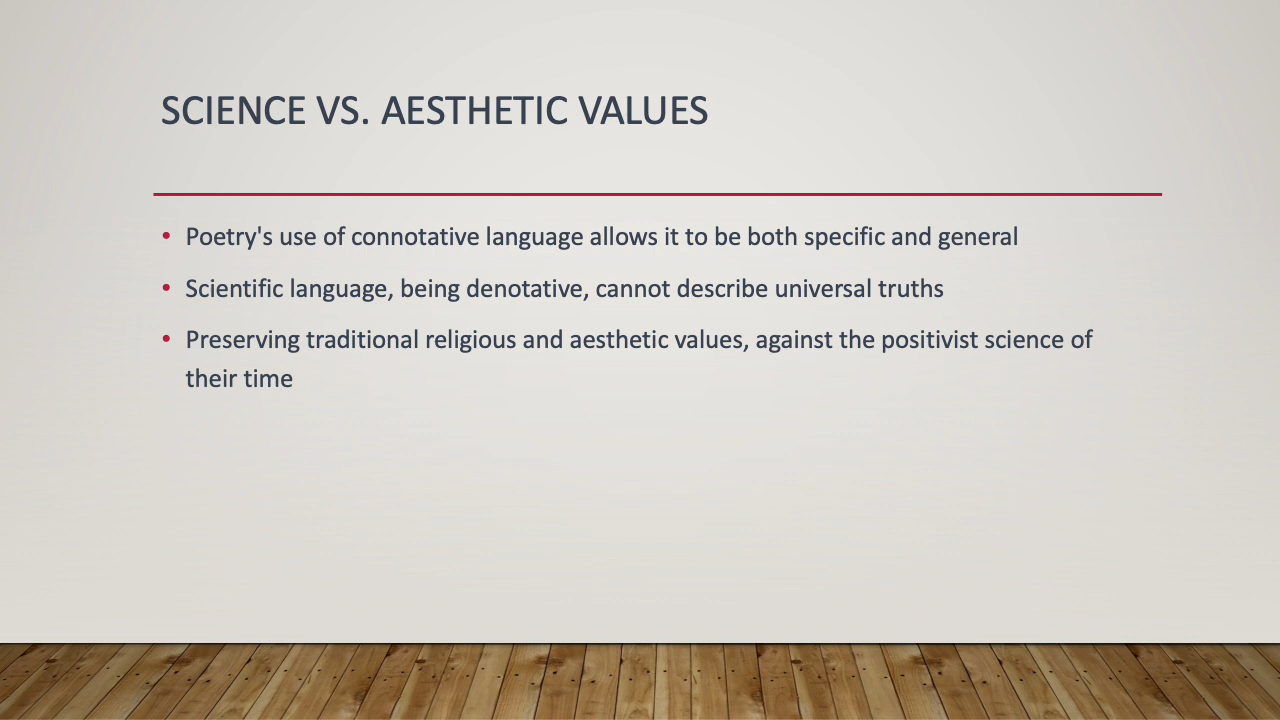 SCIENCE VS. AESTHETIC VALUES
• Poetry's use of connotative language allows it to be both specific and general
• Scientific language, being denotative, cannot describe universal truths
• Preserving traditional religious and aesthetic values, against the positivist science of
their time